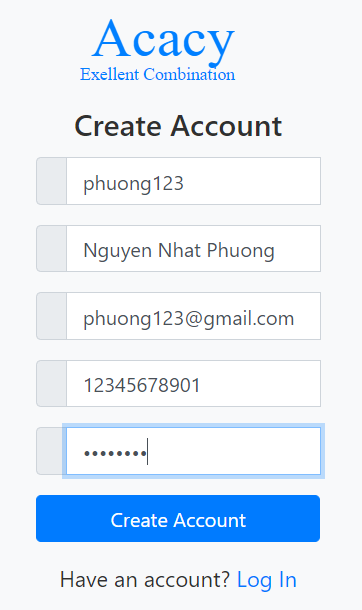 Acacy
Exellent Combination
Create Account
phuong123
Nguyen Nhat Phuong
phuong123@gmail.com
12345678901
••••••••
Create Account
Have an account? Log In